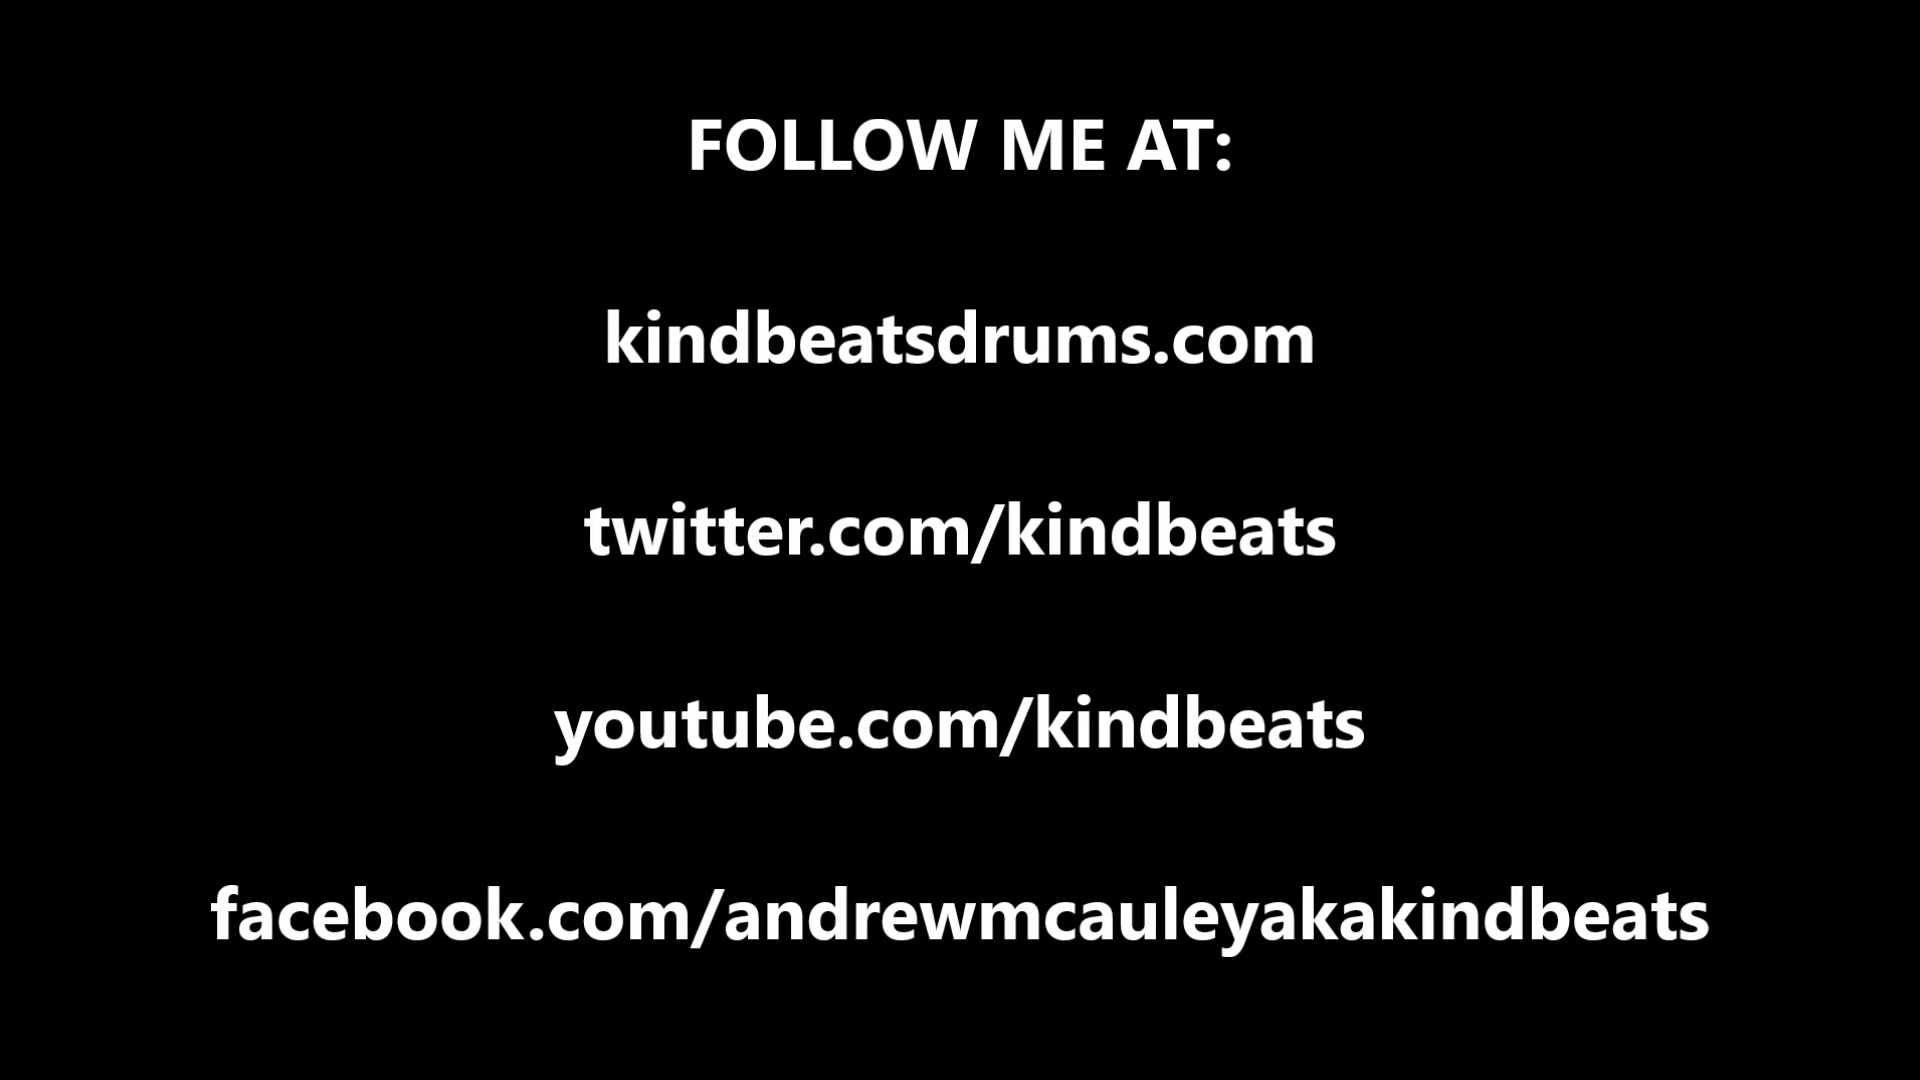 FOLLOW ME AT:
kindbeatsdrums.com
twitter.com/kindbeats
youtube.com/kindbeats
facebook.com/andrewmcauleyakakindbeats